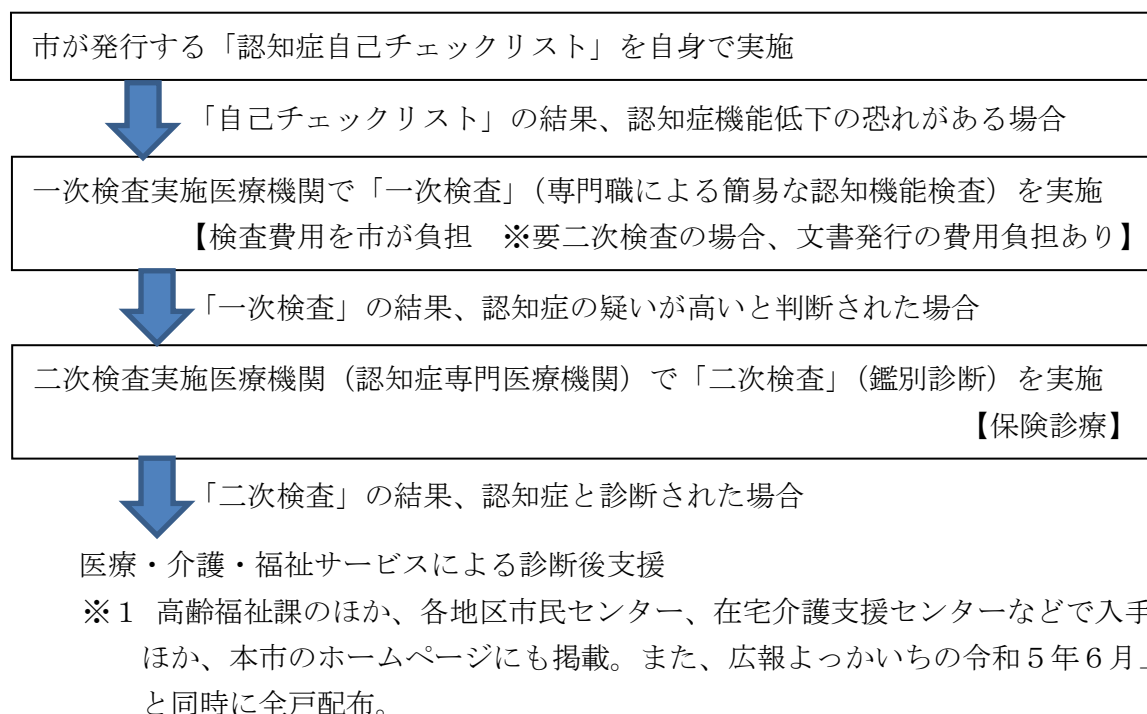 市が発行する「認知症自己チェックリスト」を自身で実施
「自己チェックリスト」の結果、認知症機能低下の恐れがある場合
一次検査実施医療機関で「一次検査」（専門職による簡易な認知機能検査）を実施
【検査費用を市が負担　※要二次検査の場合、文書発行の費用負担あり】
「一次検査」の結果、認知症の疑いが高いと判断された場合
二次検査実施医療機関（認知症専門医療機関）で「二次検査」（鑑別診断）を実施
【保険診療】
「二次検査」の結果、認知症と診断された場合
医療・介護・福祉サービスによる診断後支援
※１ 高齢福祉課のほか、各地区市民センター、在宅介護支援センターなどで入手
ほか、本市のホームページにも掲載。また、広報よっかいちの令和５年６月
と同時に全戸配布。